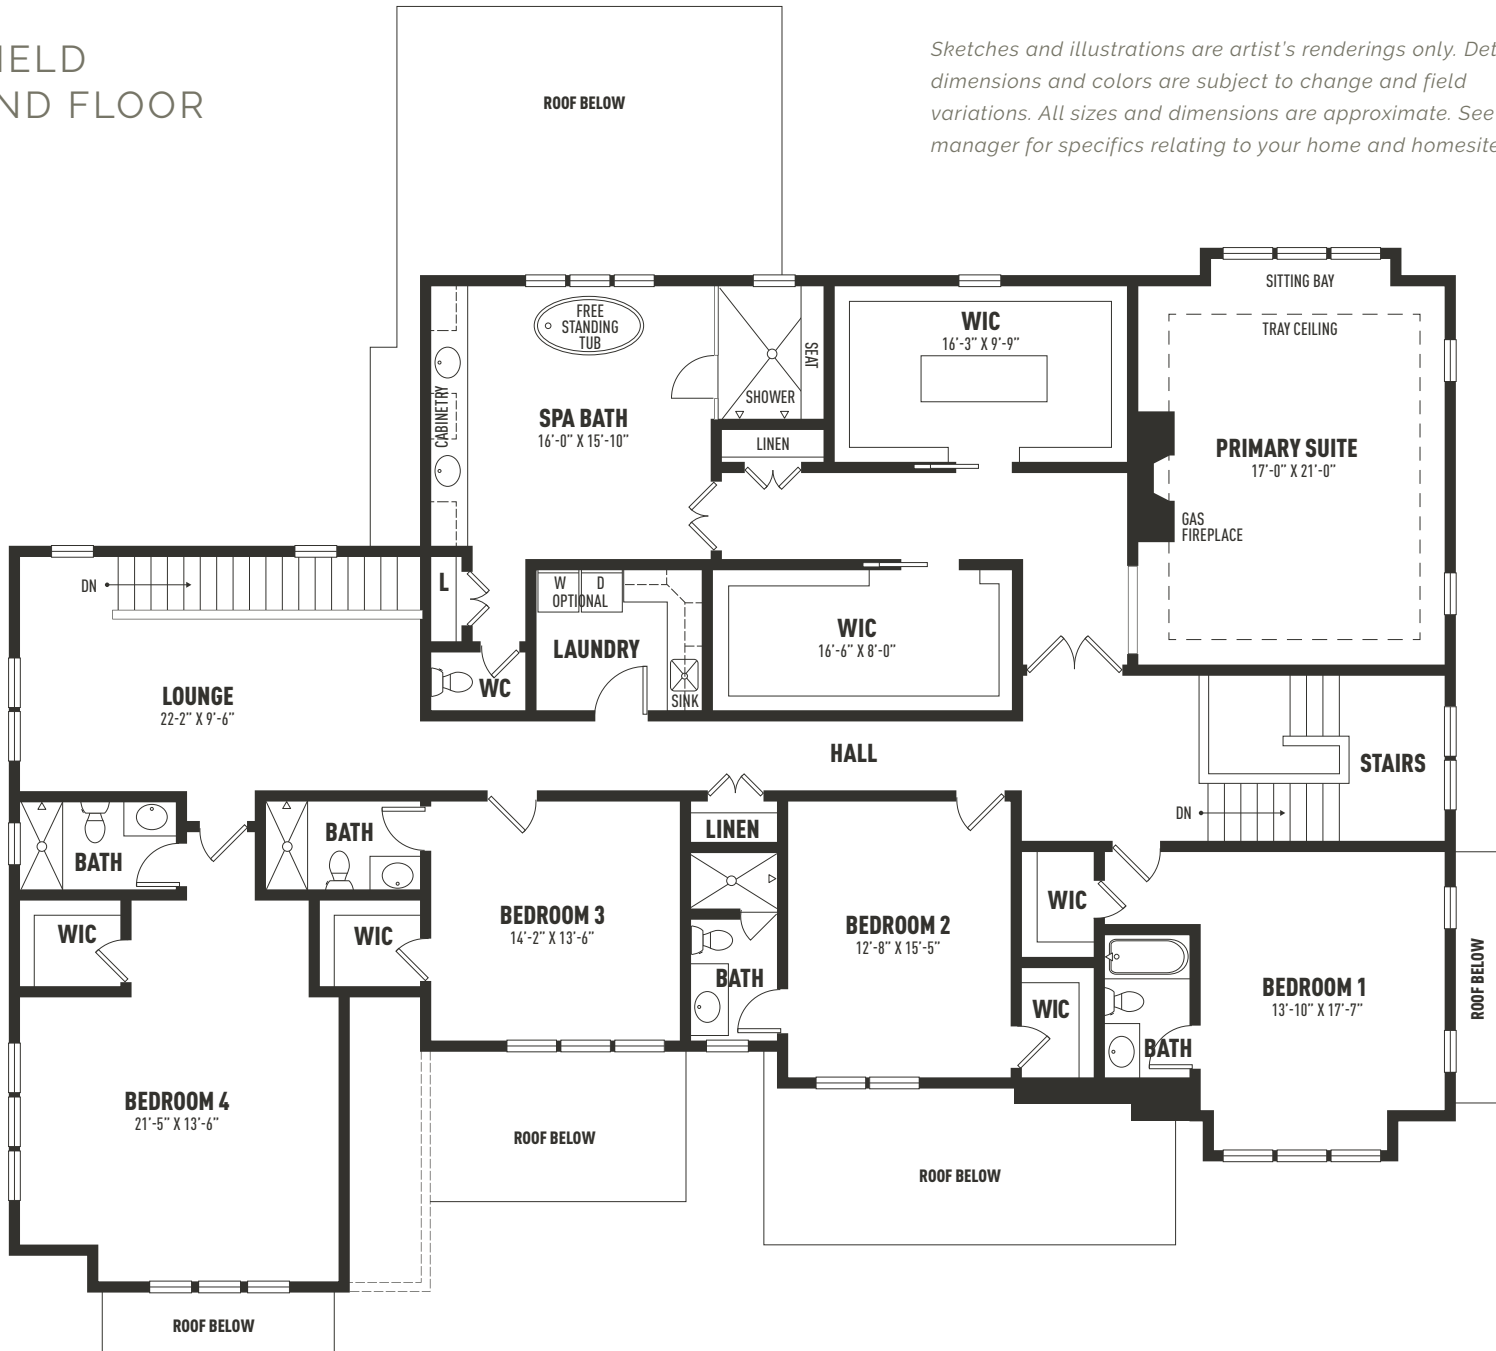 IELD
ND FLOOR
Sketches and illustrations are artist's renderings only. Det
dimensions and colors are subject to change and field
variations. All sizes and dimensions are approximate. See
manager for specifics relating to your home and homesite
ROOF BELOW
SITTING BAY
TRAY CEILING
FREE
STANDING
TUB
SEAT
SHOWER
WIC
16'-3" X 9'-9"
CABINETRY
SPA BATH
16'-0" X 15'-10"
LINEN
PRIMARY SUITE
17'-0" X 21'-0"
GAS
FIREPLACE
DN
L
W D
OPTIONAL
LAUNDRY
SINK
WC
WIC
16'-6" X 8'-0"
LOUNGE
22-2" X 9'-6"
HALL
STAIRS
DN
BATH
BATH
LINEN
WIC
WIC
BEDROOM 3
14'-2" X 13'-6"
BATH
BEDROOM 2
12'-8" X 15'-5"
WIC
WIC
BATH
BEDROOM 1
13'-10" X 17'-7"
ROOF BELOW
BEDROOM 4
21'-5" X 13'-6"
ROOF BELOW
ROOF BELOW
ROOF BELOW